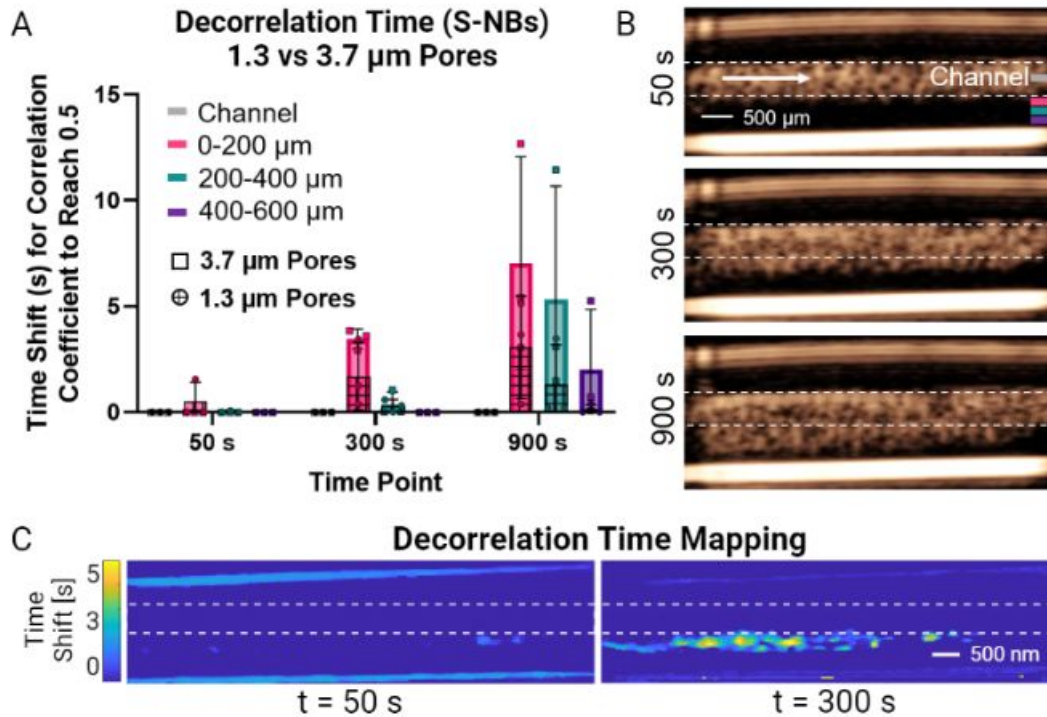 A
Decorrelation Time (S-NBs)
1.3 vs 3.7 µm Pores
Time Shift (s) for Correlation
Coefficient to Reach 0.5
15
10
5
0
Channel
0-200 µm
200-400 µm
400-600 µm
3.7 µm Pores
1.3 µm Pores
50 s
300 s
900 s
Time Point
B
50 s
Channel
500 µm
300 s
900 s
C
Decorrelation Time Mapping
Time
Shift [s]
5
3
0
500 nm
t = 50 s
t = 300 s